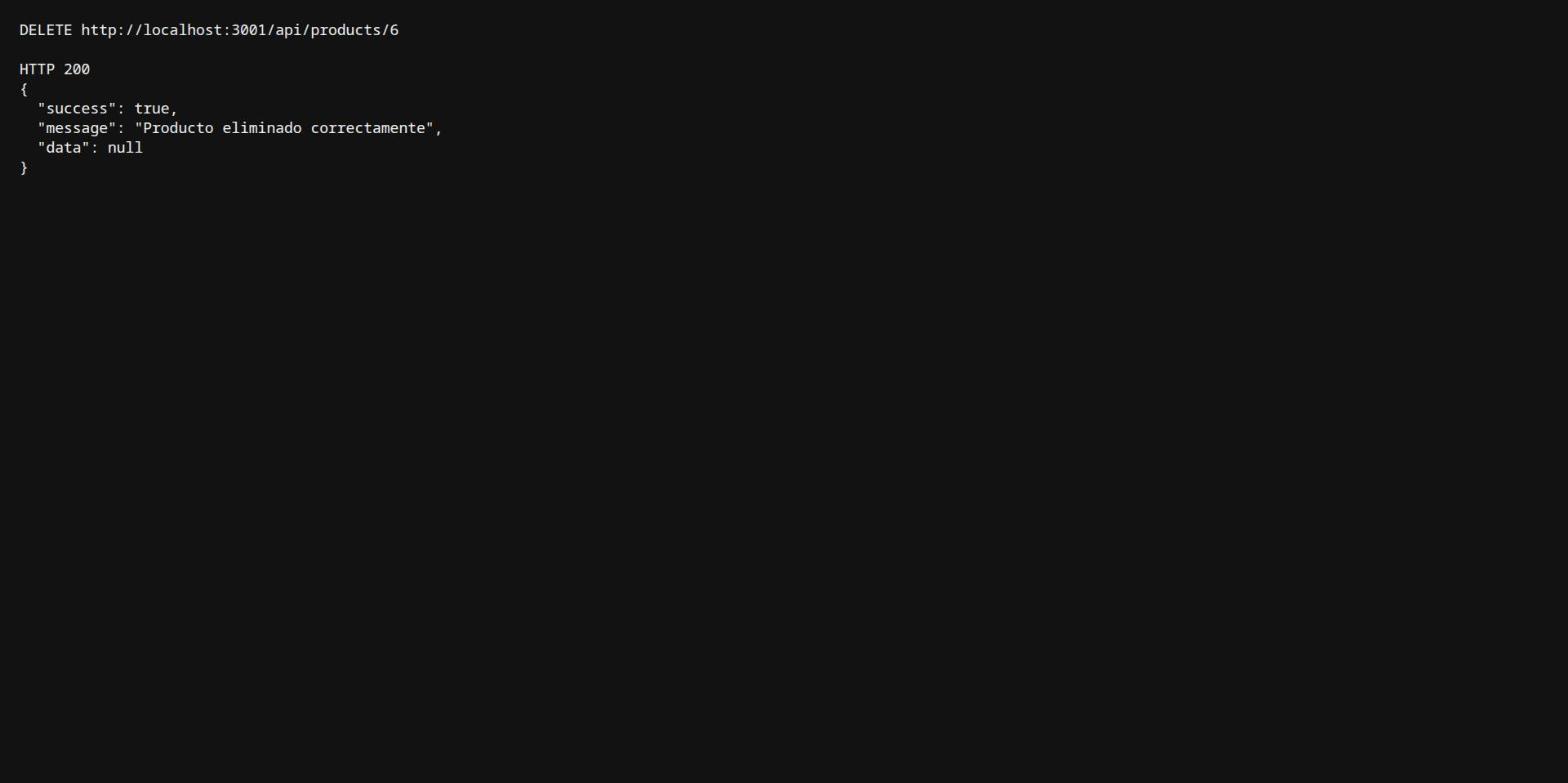 DELETE http://localhost:3001/api/products/6
HTTP 200
{
  "success": true,
  "message": "Producto eliminado correctamente",
  "data": null
}